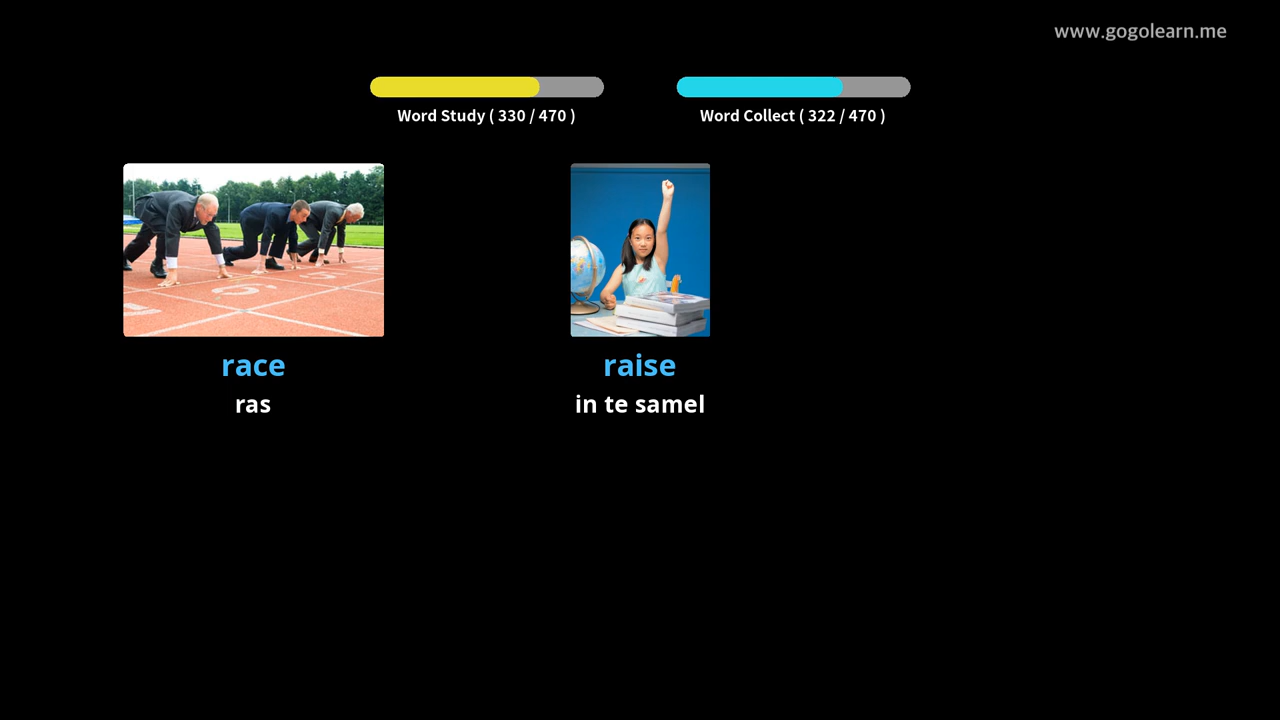 www.gogolearn.me
Word Study ( 330 / 470 )
Word Collect ( 322 / 470 )
race
raise
ras
in te samel